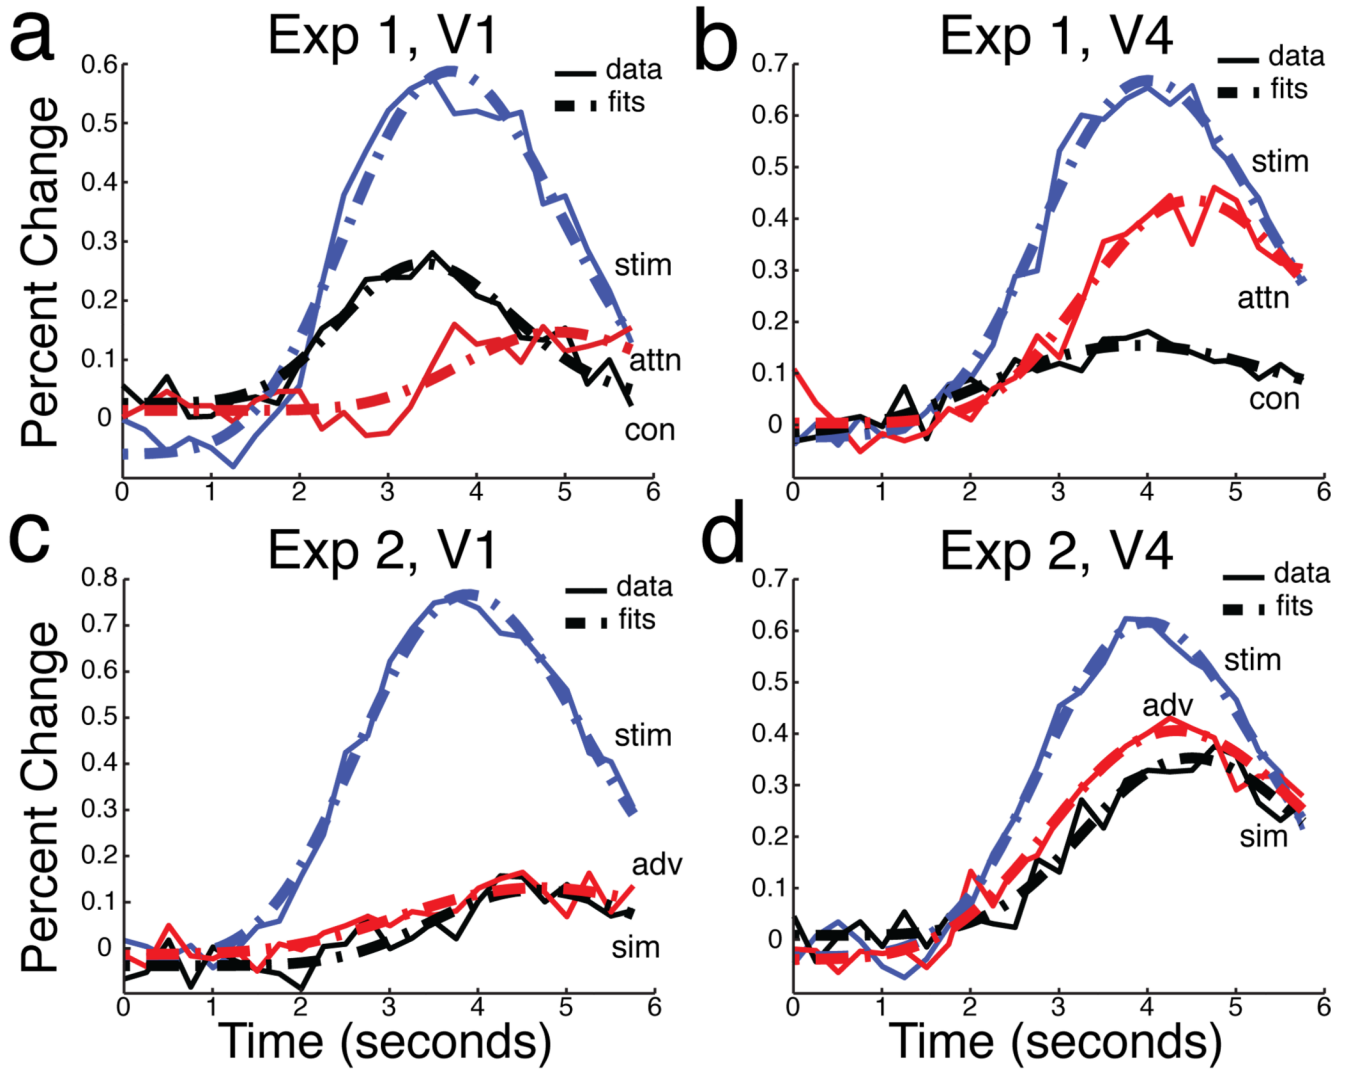 a
Exp 1, V1
Percent Change
0.6
0.5
0.4
0.3
0.2
0.1
0
data
fits
stim
attn
con
0 1 2 3 4 5 6
b
Exp 1, V4
0.7
0.6
0.5
0.4
0.3
0.2
0.1
0
data
fits
stim
attn
con
0 1 2 3 4 5 6
c
Exp 2, V1
Percent Change
0.8
0.7
0.6
0.5
0.4
0.3
0.2
0.1
0
data
fits
stim
adv
sim
0 1 2 3 4 5 6
Time (seconds)
d
Exp 2, V4
0.7
0.6
0.5
0.4
0.3
0.2
0.1
0
data
fits
stim
adv
sim
0 1 2 3 4 5 6
Time (seconds)